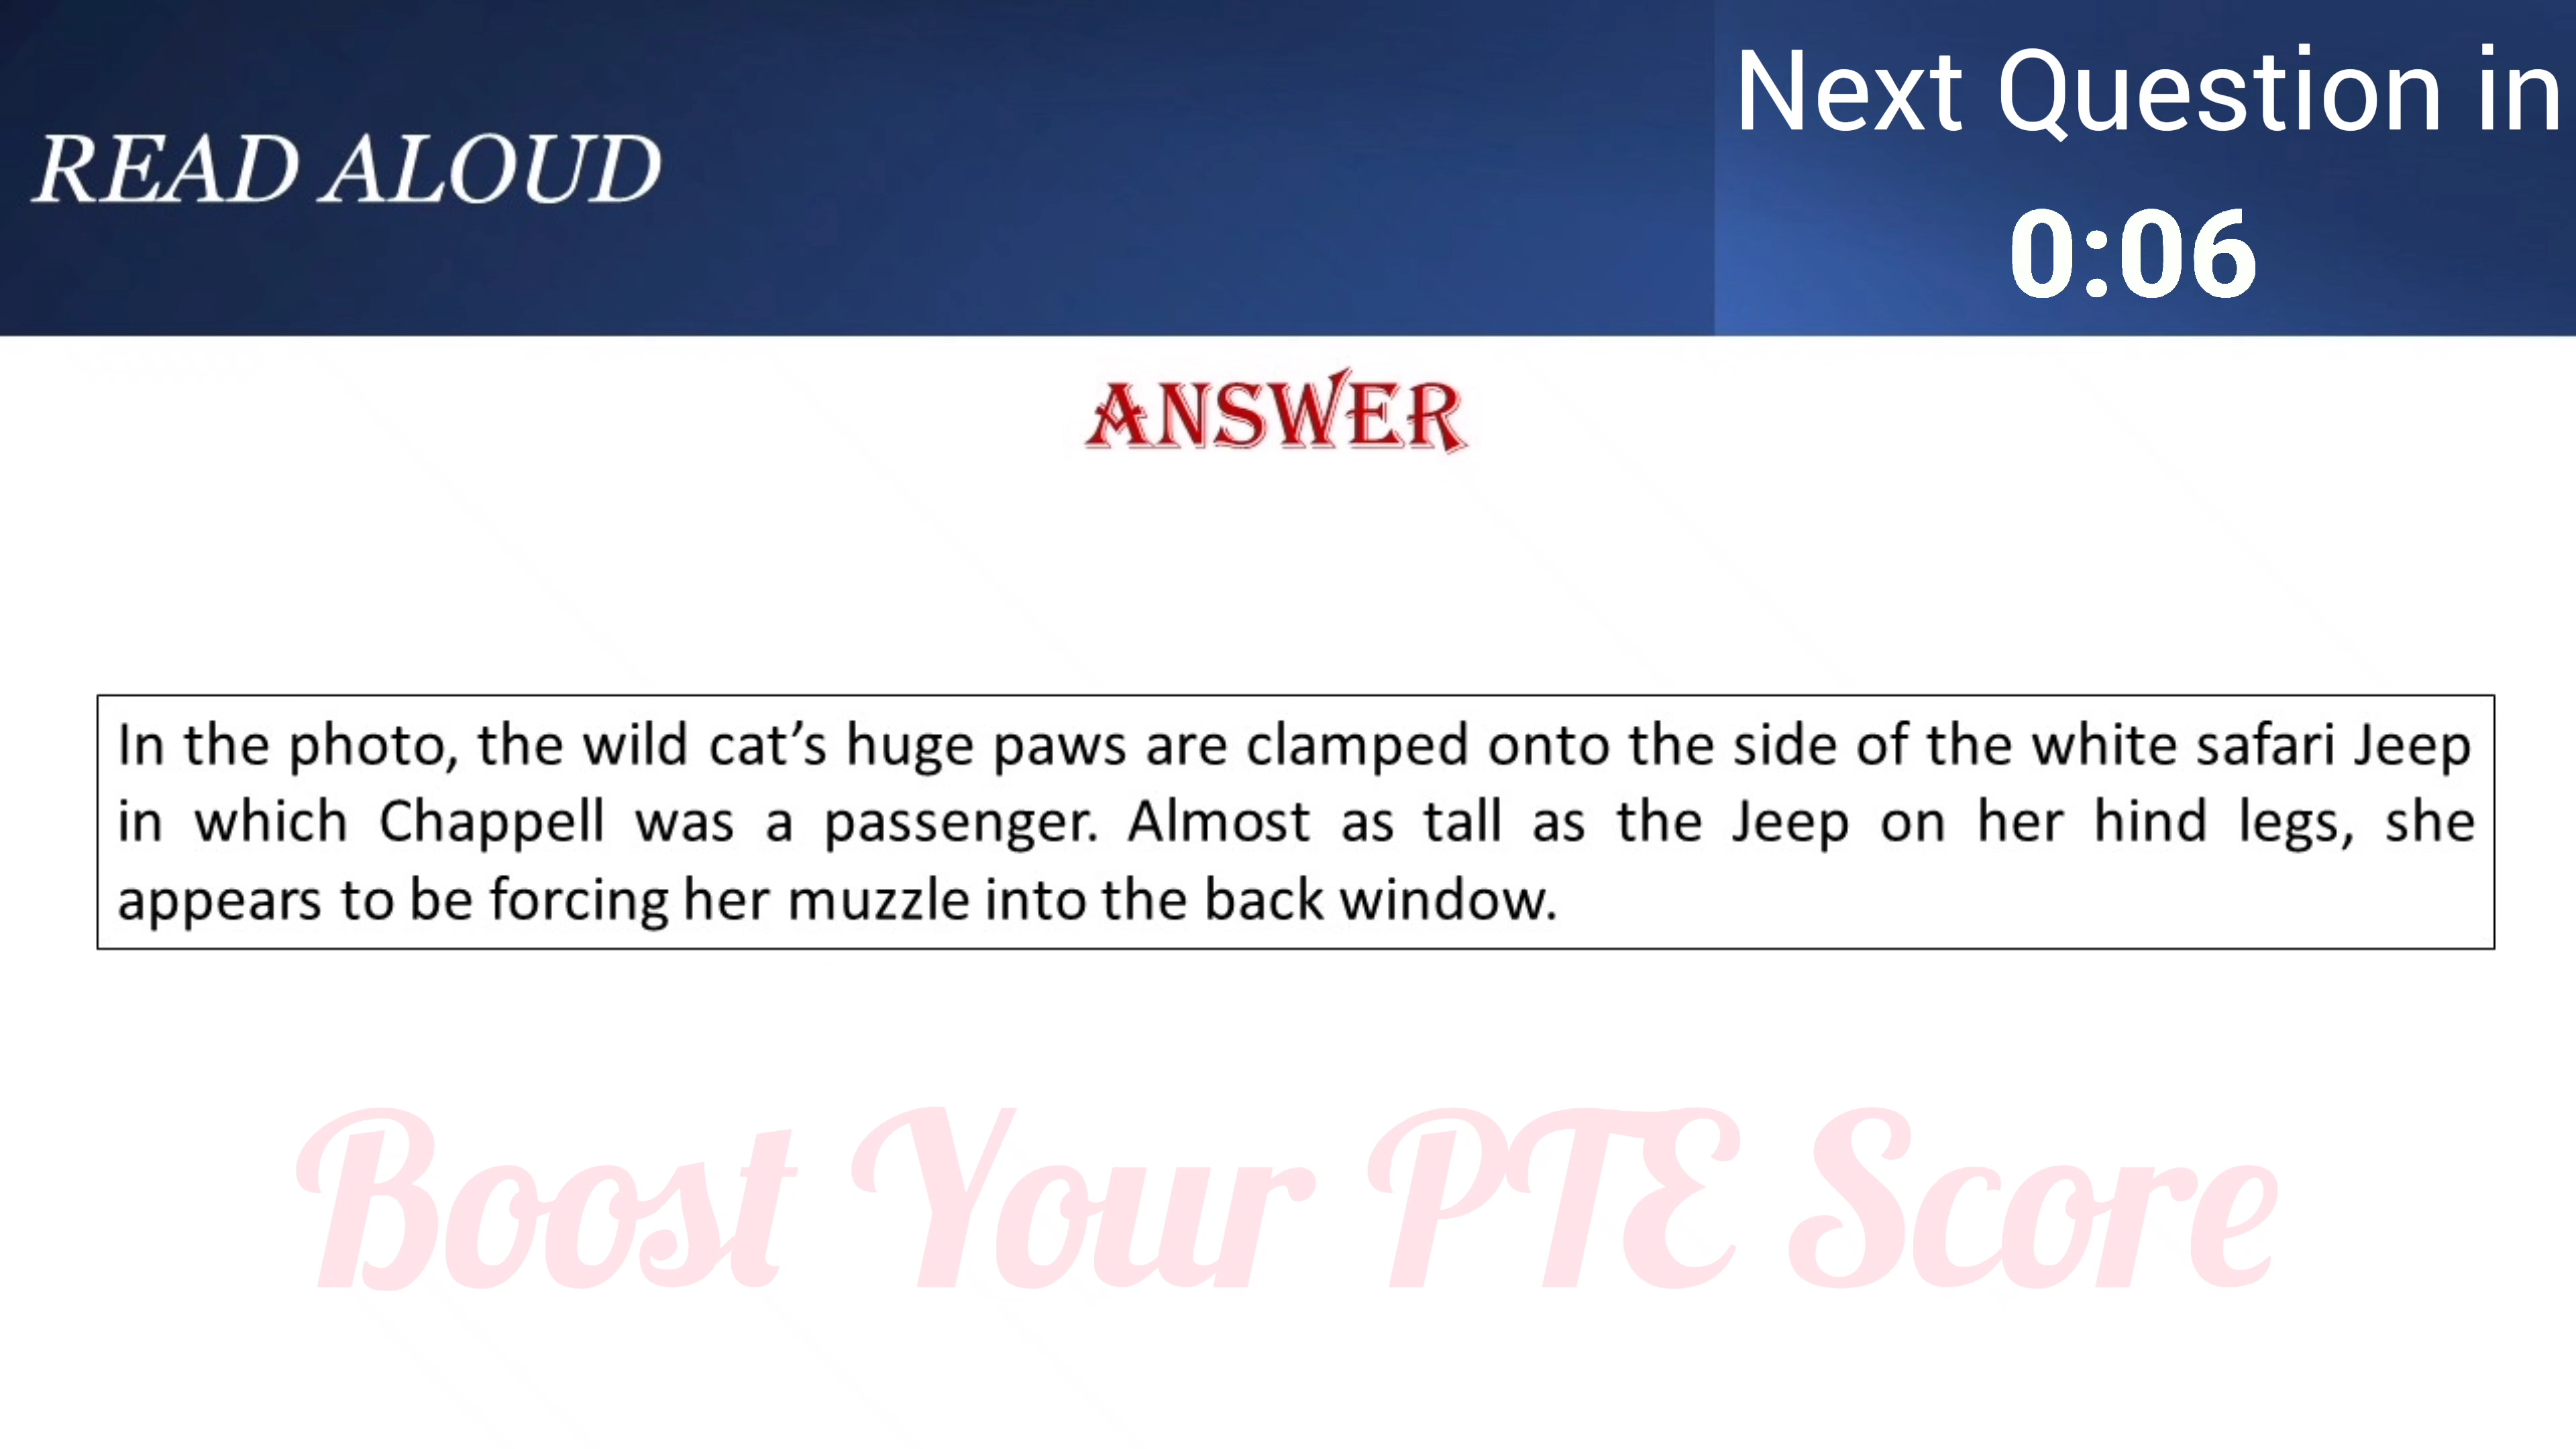 READ ALOUD
Next Question in
0:06
ANSWER
In the photo, the wild cat’s huge paws are clamped onto the side of the white safari Jeep
in which Chappell was a passenger. Almost as tall as the Jeep on her hind legs, she
appears to be forcing her muzzle into the back window.
Boost Your PTE Score